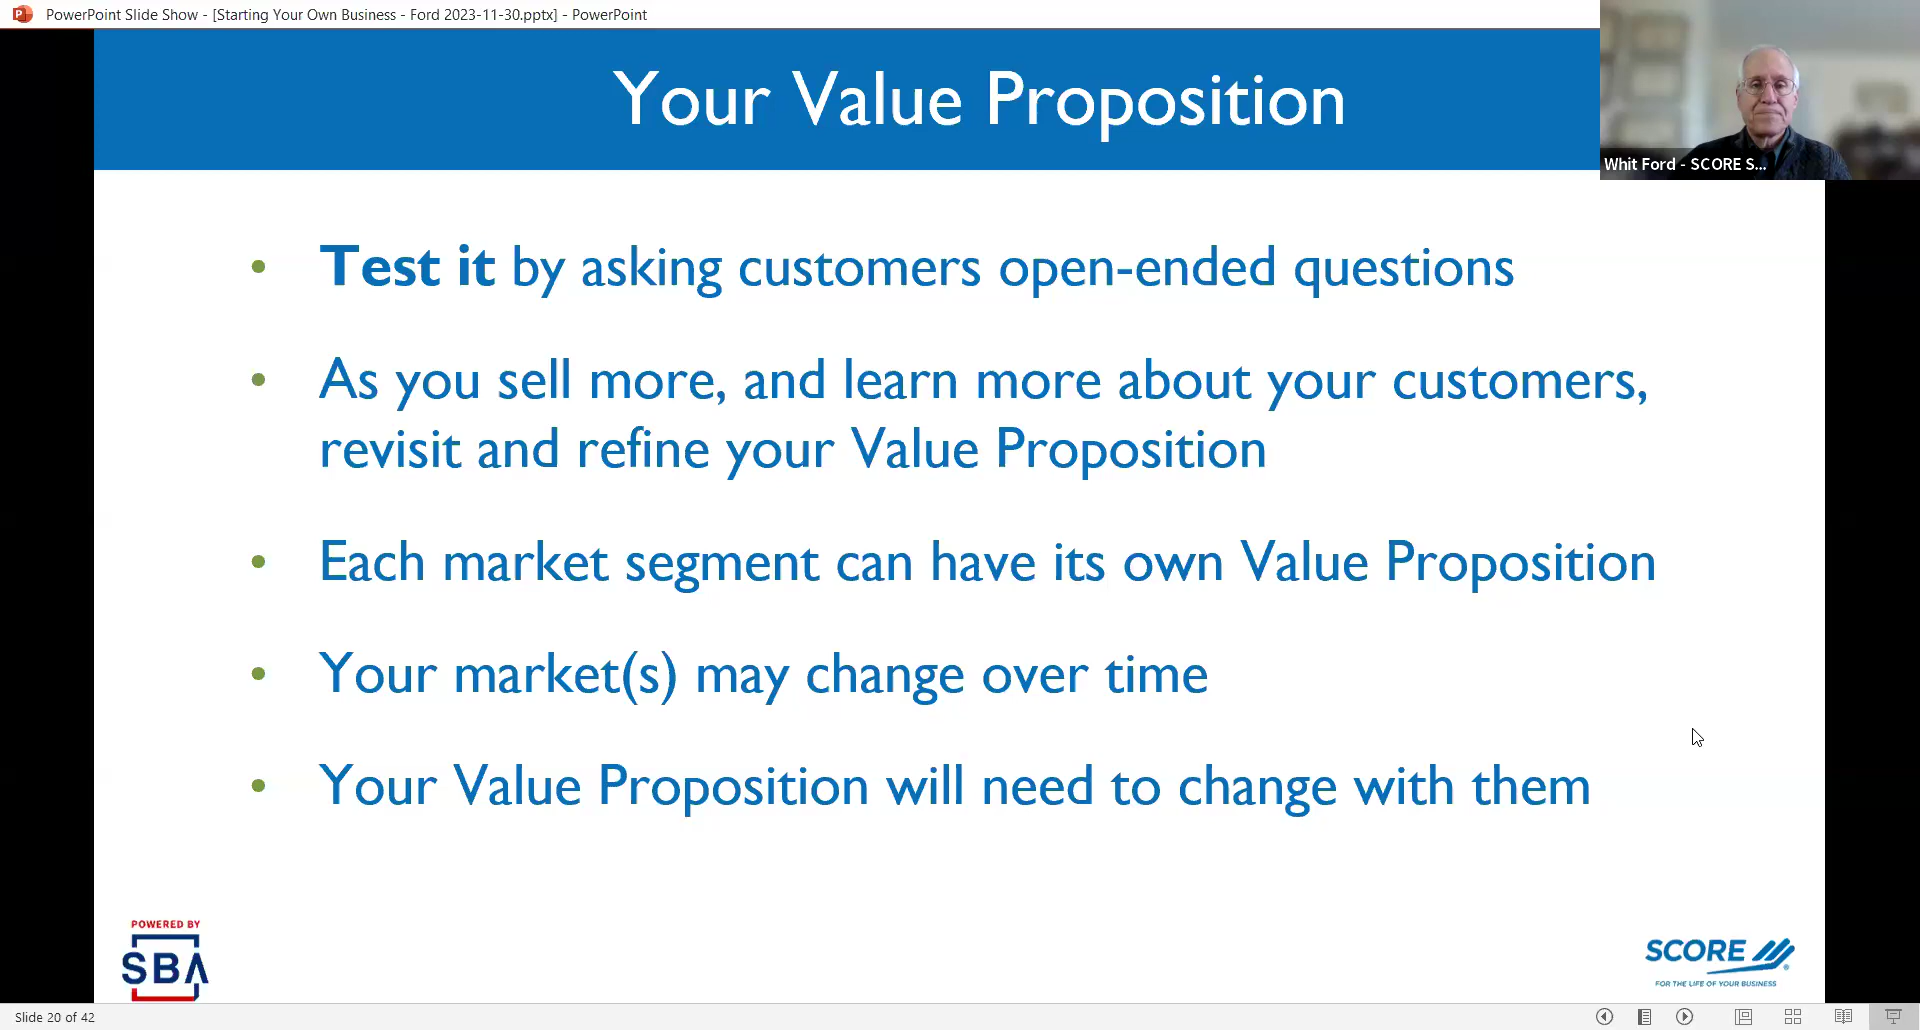 PowerPoint Slide Show - [Starting Your Own Business - Ford 2023-11-30.pptx] - PowerPoint
Your Value Proposition
Whit Ford - SCORE S...
• Test it by asking customers open-ended questions
• As you sell more, and learn more about your customers,
revisit and refine your Value Proposition
• Each market segment can have its own Value Proposition
• Your market(s) may change over time
• Your Value Proposition will need to change with them
POWERED BY
SBA
SCORE
FOR THE LIFE OF YOUR BUSINESS
Slide 20 of 42